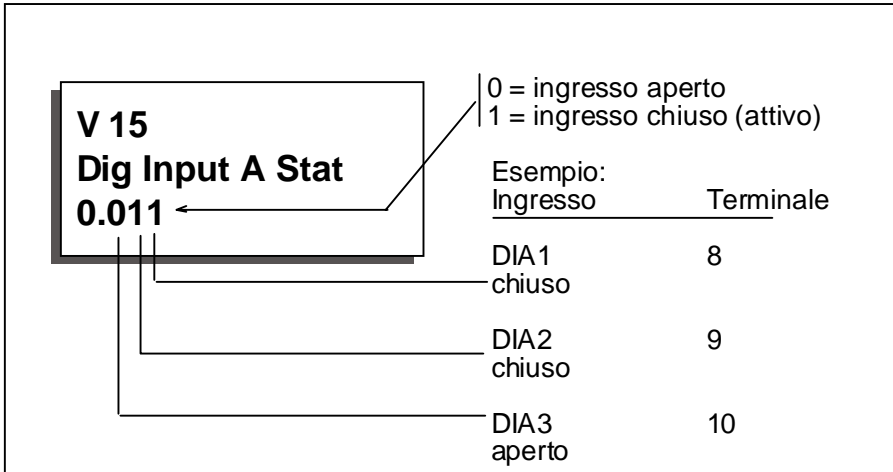 V 15
Dig Input A Stat
0.011
0 = ingresso aperto
1 = ingresso chiuso (attivo)
Esempio:
Ingresso Terminale
DIA1 8
chiuso
DIA2 9
chiuso
DIA3 10
aperto